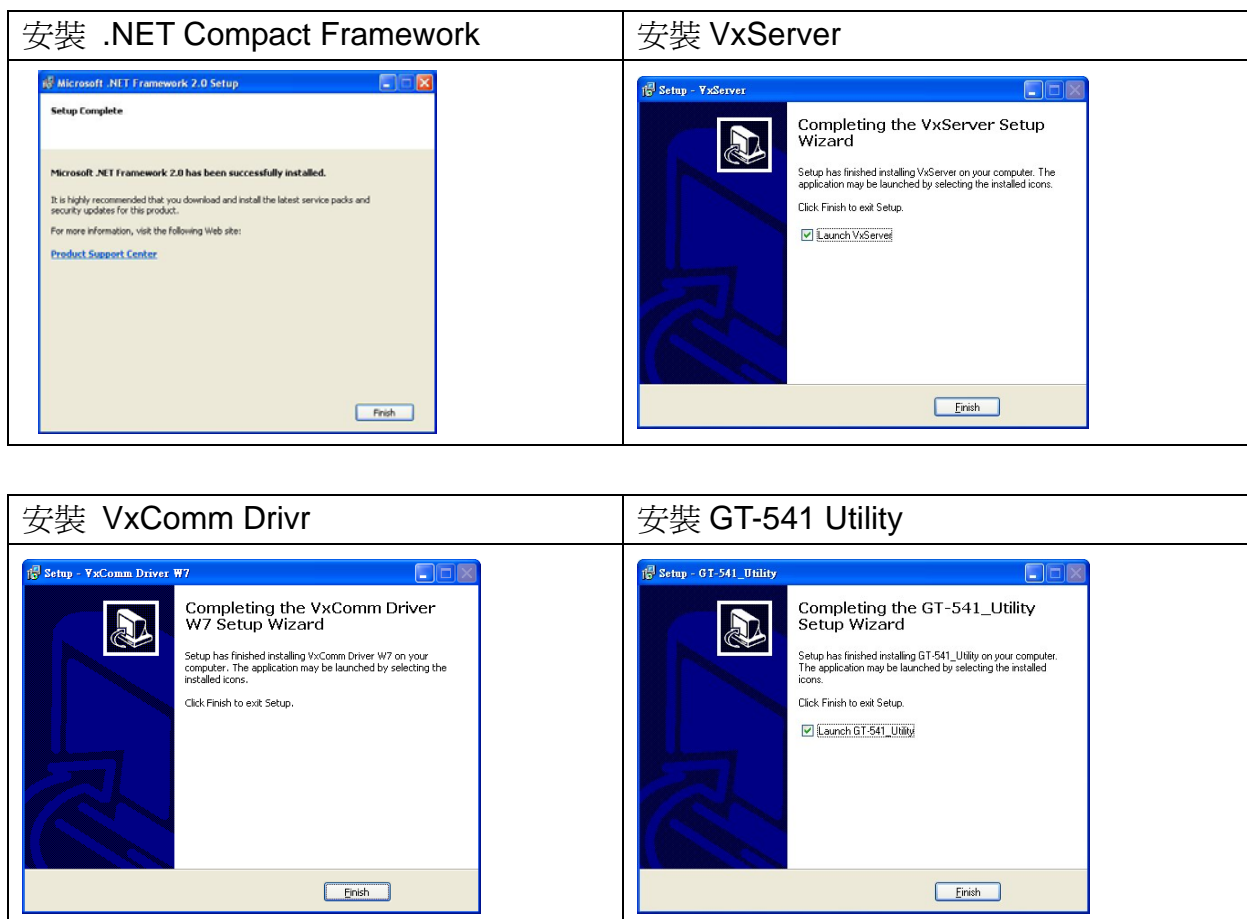 安裝 .NET Compact Framework
Microsoft .NET Framework 2.0 Setup
Setup Complete
Microsoft .NET Framework 2.0 has been successfully installed.
It is highly recommended that you download and install the latest service packs and
security updates for this product.
For more information, visit the following Web site:
Product Support Center
Finish
安裝 VxServer
Setup - VxServer
Completing the VxServer Setup
Wizard
Setup has finished installing VxServer on your computer. The
application may be launched by selecting the installed icons.
Click Finish to exit Setup.
Launch VxServer
Finish
安裝 VxComm Drivr
Setup - VxComm Driver W7
Completing the VxComm Driver
W7 Setup Wizard
Setup has finished installing VxComm Driver W7 on your
computer. The application may be launched by selecting the
installed icons.
Click Finish to exit Setup.
Finish
安裝 GT-541 Utility
Setup - GT-541_Utility
Completing the GT-541_Utility
Setup Wizard
Setup has finished installing GT-541_Utility on your computer.
The application may be launched by selecting the installed
icons.
Click Finish to exit Setup.
Launch GT-541_Utility
Finish